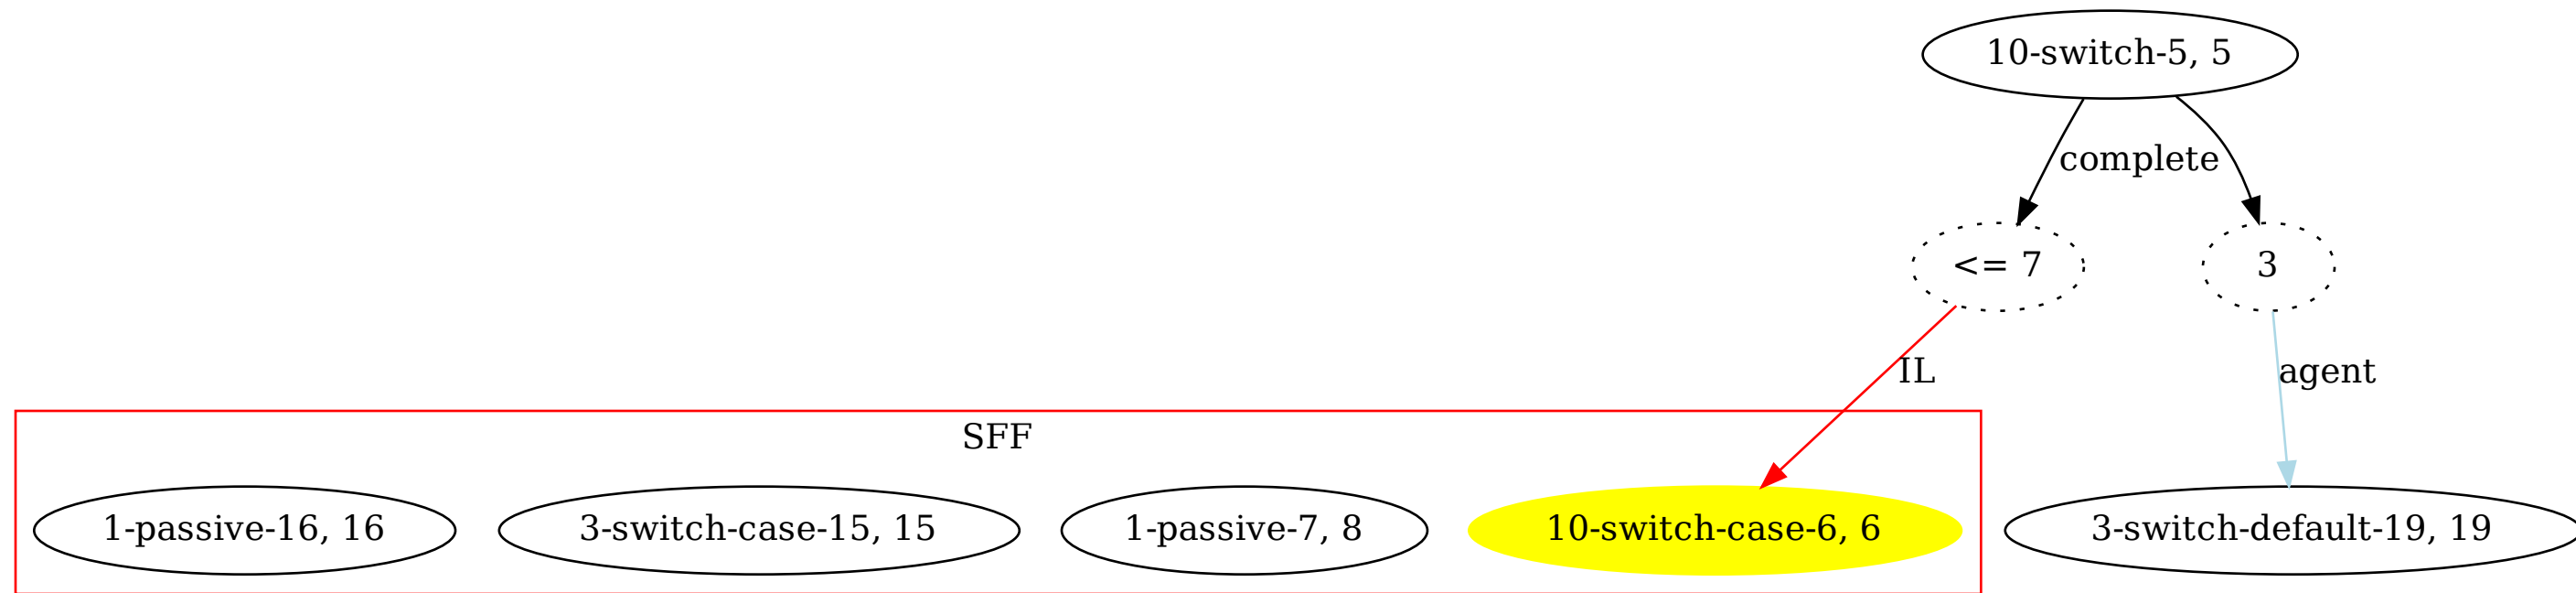 10-switch-5, 5
complete
<= 7
3
IL
agent
SFF
1-passive-16, 16
3-switch-case-15, 15
1-passive-7, 8
10-switch-case-6, 6
3-switch-default-19, 19